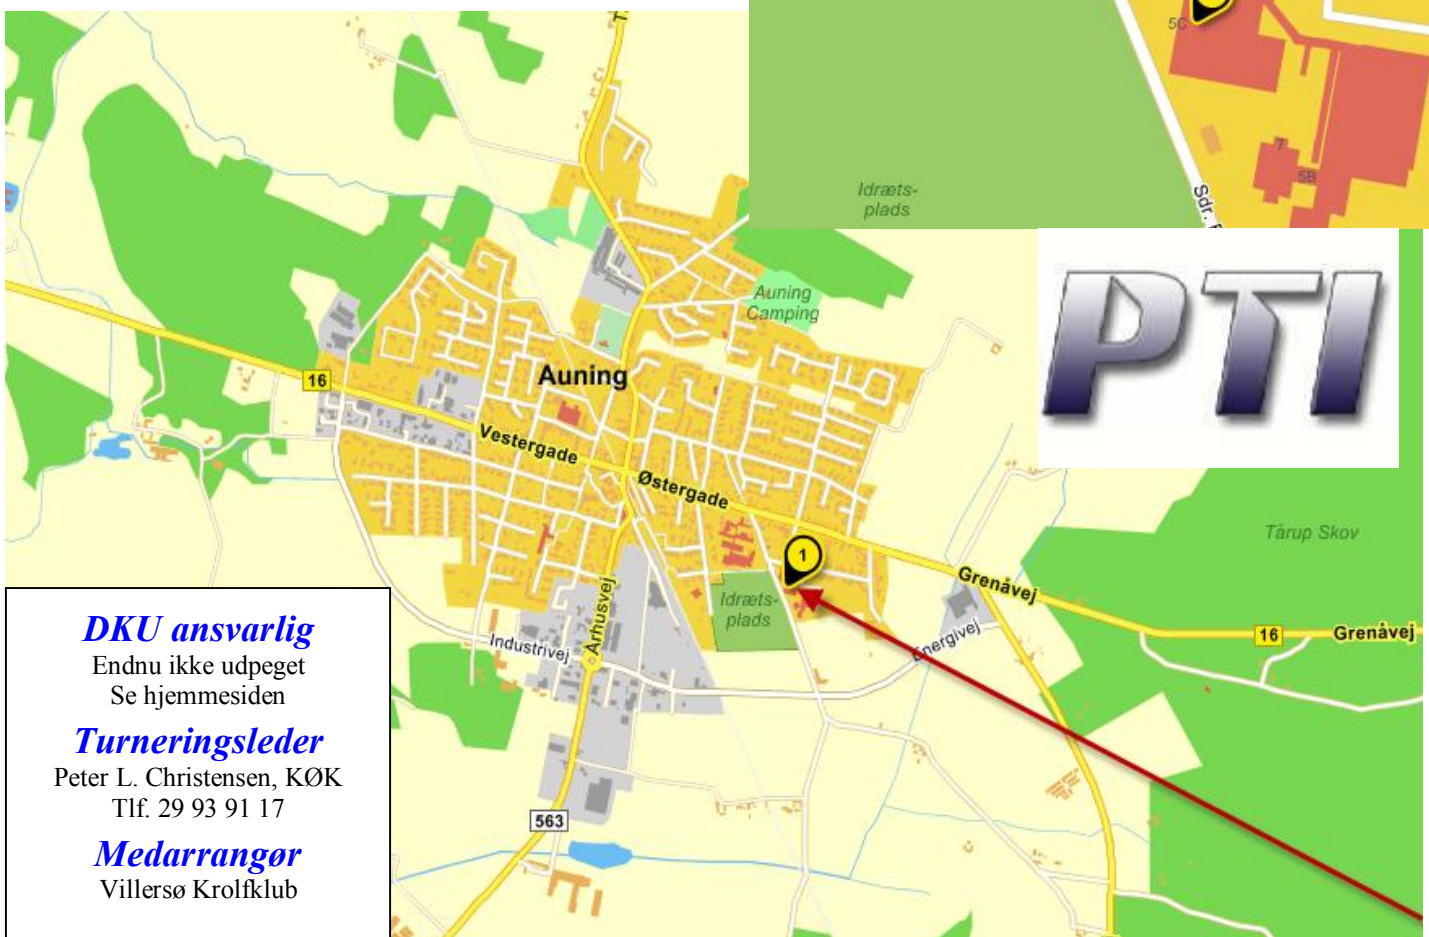 5C
7
5B
Idræts-
plads
Sdr.
PTI
Auning
Camping
16
Auning
Vestergade
Østergade
Tårup Skov
1
Grenåvej
Idræts-
plads
16
Grenåvej
Århusvej
Industrivej
Energivej
563
DKU ansvarlig
Endnu ikke udpeget
Se hjemmesiden
Turneringsleder
Peter L. Christensen, KØK
Tlf. 29 93 91 17
Medarrangør
Villersø Krolfklub